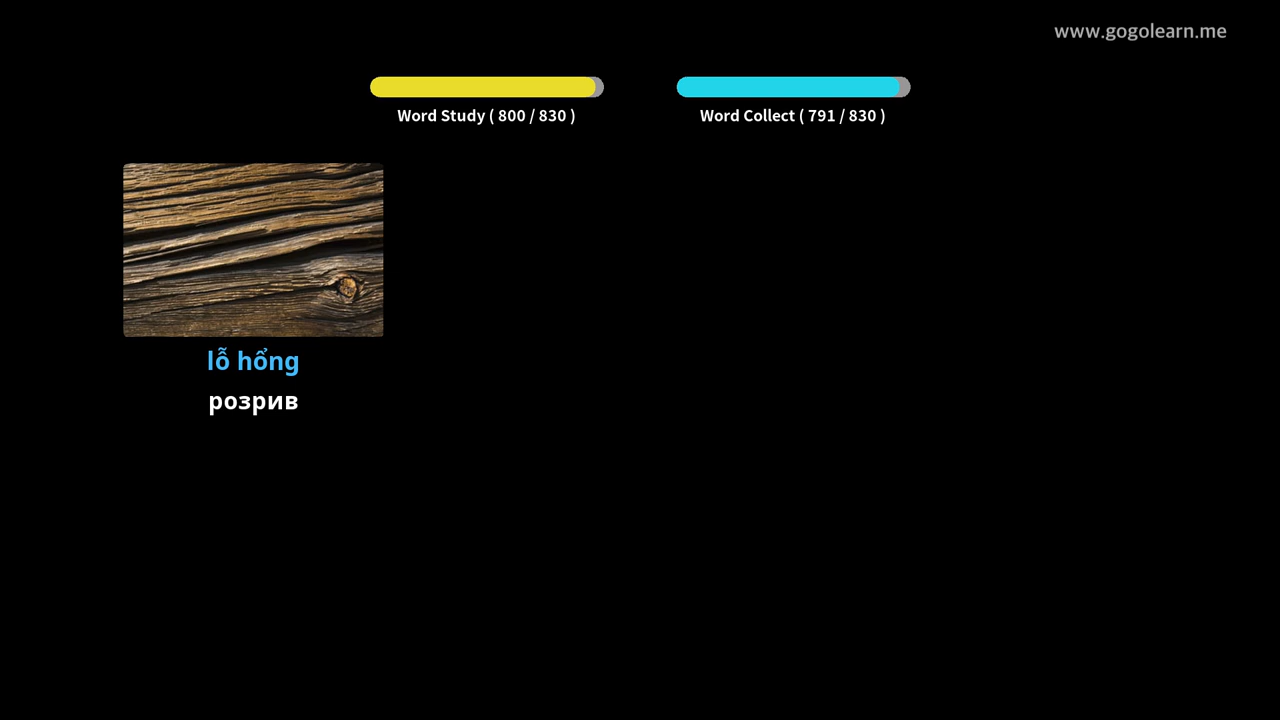 www.gogolearn.me
Word Study ( 800 / 830 )
Word Collect ( 791 / 830 )
lỗ hổng
розрив